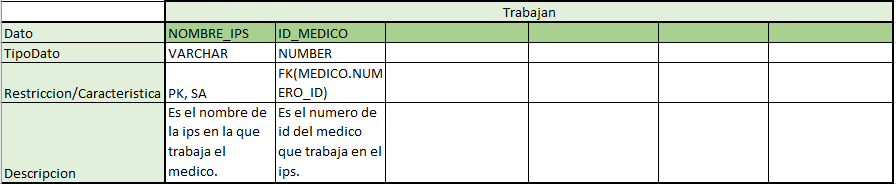 Trabajan
Dato NOMBRE_IPS ID_MEDICO
TipoDato VARCHAR NUMBER
Restriccion/Caracteristica PK, SA FK(MEDICO.NUM
ERO_ID)
Descripcion
Es el nombre de
la ips en la que
trabaja el
medico.
Es el numero de
id del medico
que trabaja en el
ips.